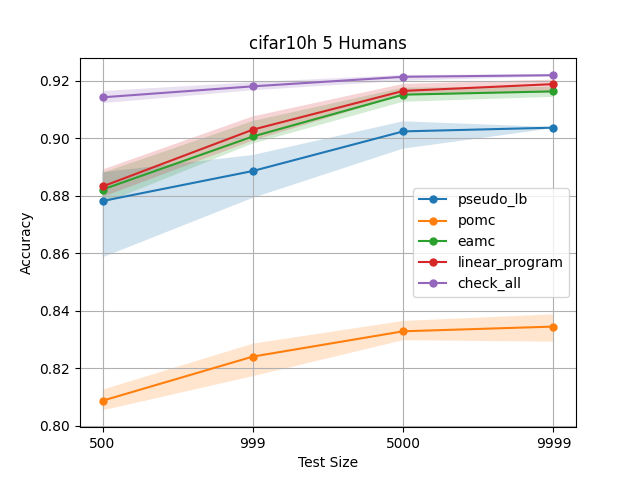 cifar10h 5 Humans
Accuracy
0.92
0.90
0.88
0.86
0.84
0.82
0.80
pseudo_lb
pomc
eamc
linear_program
check_all
500
999
5000
9999
Test Size